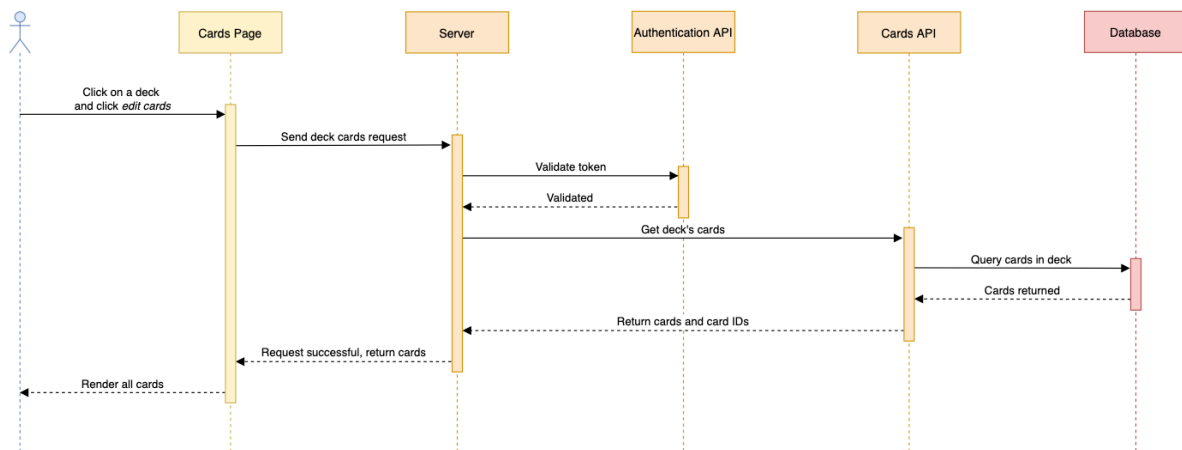 Cards Page
Server
Authentication API
Cards API
Database
Click on a deck
and click edit cards
Send deck cards request
Validate token
Validated
Get deck's cards
Query cards in deck
Cards returned
Return cards and card IDs
Request successful, return cards
Render all cards